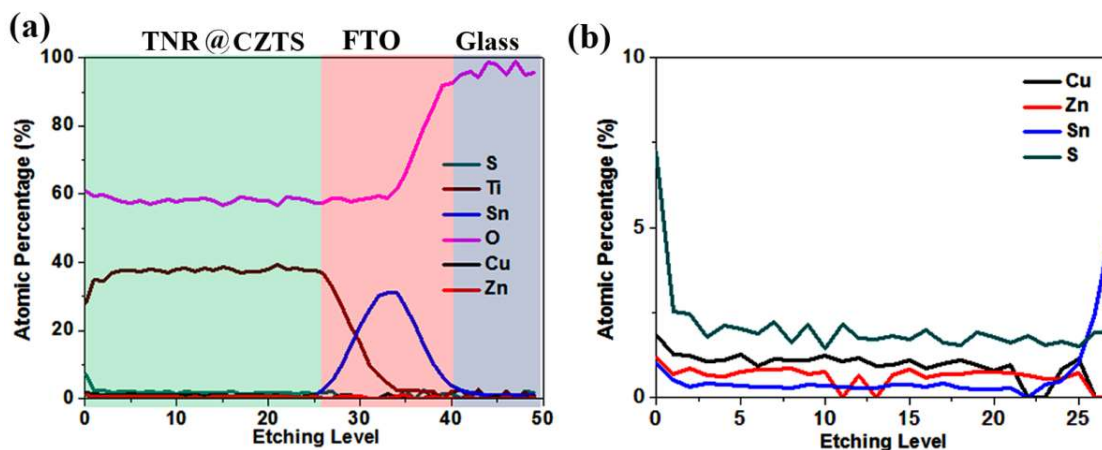 (a)
TNR @ CZTS FTO Glass
Atomic Percentage (%)
100
80
60
40
20
0
S
Ti
Sn
O
Cu
Zn
0 10 20 30 40 50
Etching Level
(b)
Atomic Percentage (%)
10
5
0
Cu
Zn
Sn
S
0 5 10 15 20 25
Etching Level